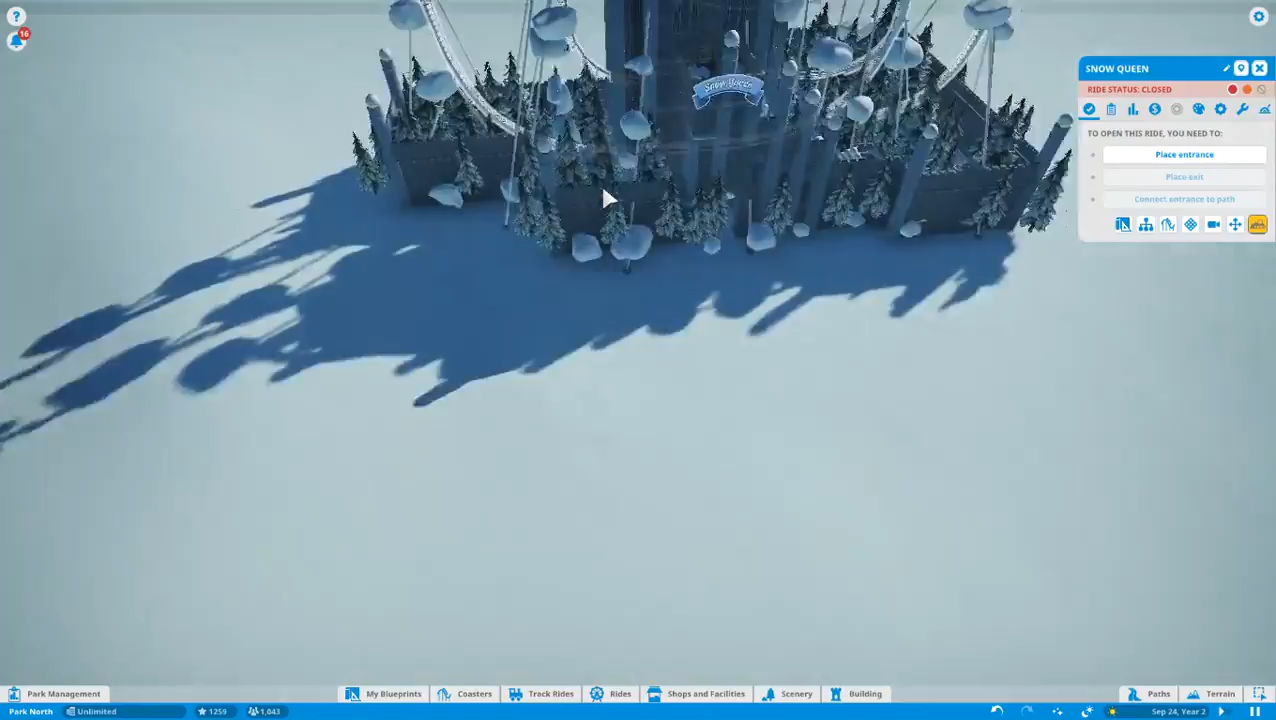 ?
16
Snow Queen
SNOW QUEEN
RIDE STATUS: CLOSED
TO OPEN THIS RIDE, YOU NEED TO:
Place entrance
Place exit
Connect entrance to path
Park Management
My Blueprints
Coasters
Track Rides
Rides
Shops and Facilities
Scenery
Building
Paths
Terrain
Park North
Unlimited
1259
1,043
Sep 24, Year 2